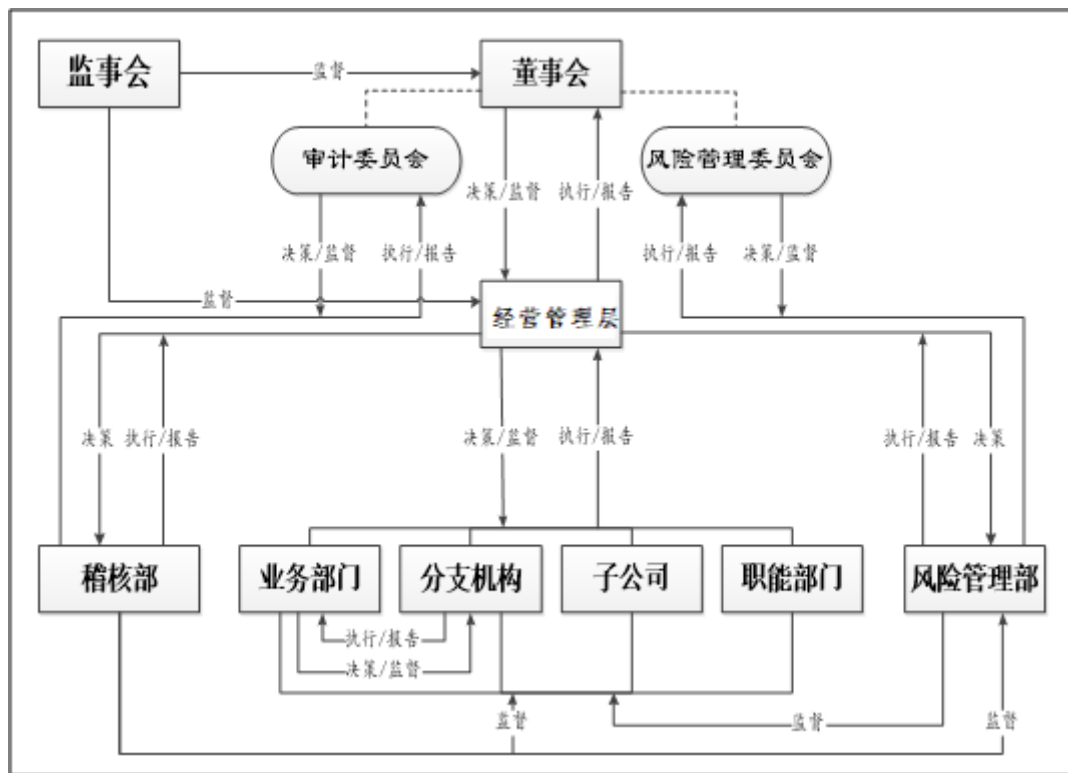 监事会
监督
董事会
审计委员会
风险管理委员会
决策/监督
执行/报告
决策/监督
执行/报告
执行/报告
决策/监督
监督
经营管理层
决策
执行/报告
决策/监督
执行/报告
执行/报告
决策
稽核部
业务部门
分支机构
子公司
职能部门
风险管理部
执行/报告
决策/监督
监督
监督
监督